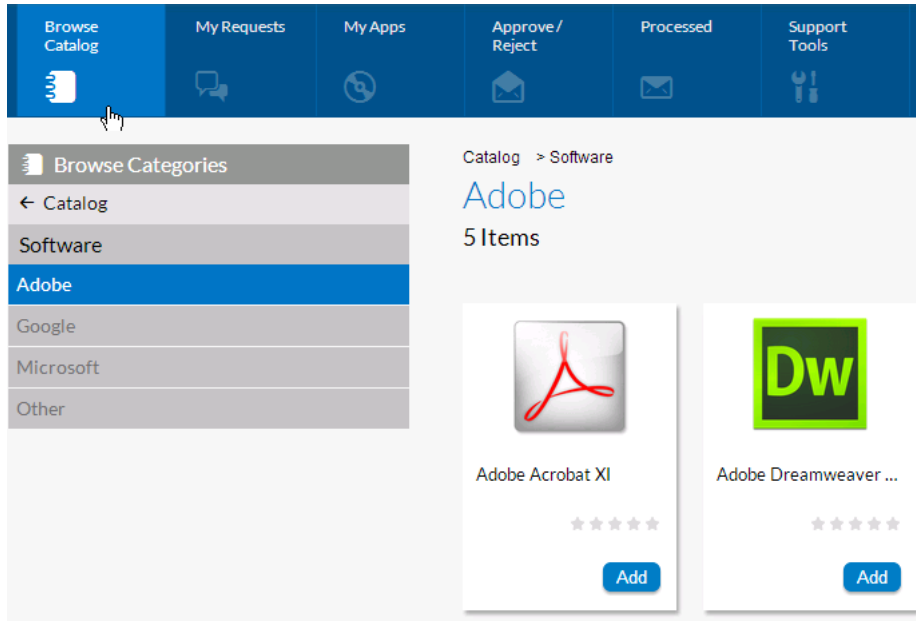 Browse
Catalog
My Requests
My Apps
Approve /
Reject
Processed
Support
Tools
Browse Categories
← Catalog
Software
Adobe
Google
Microsoft
Other
Catalog > Software
Adobe
5 Items
Dw
Adobe Acrobat XI
Adobe Dreamweaver ...
Add
Add